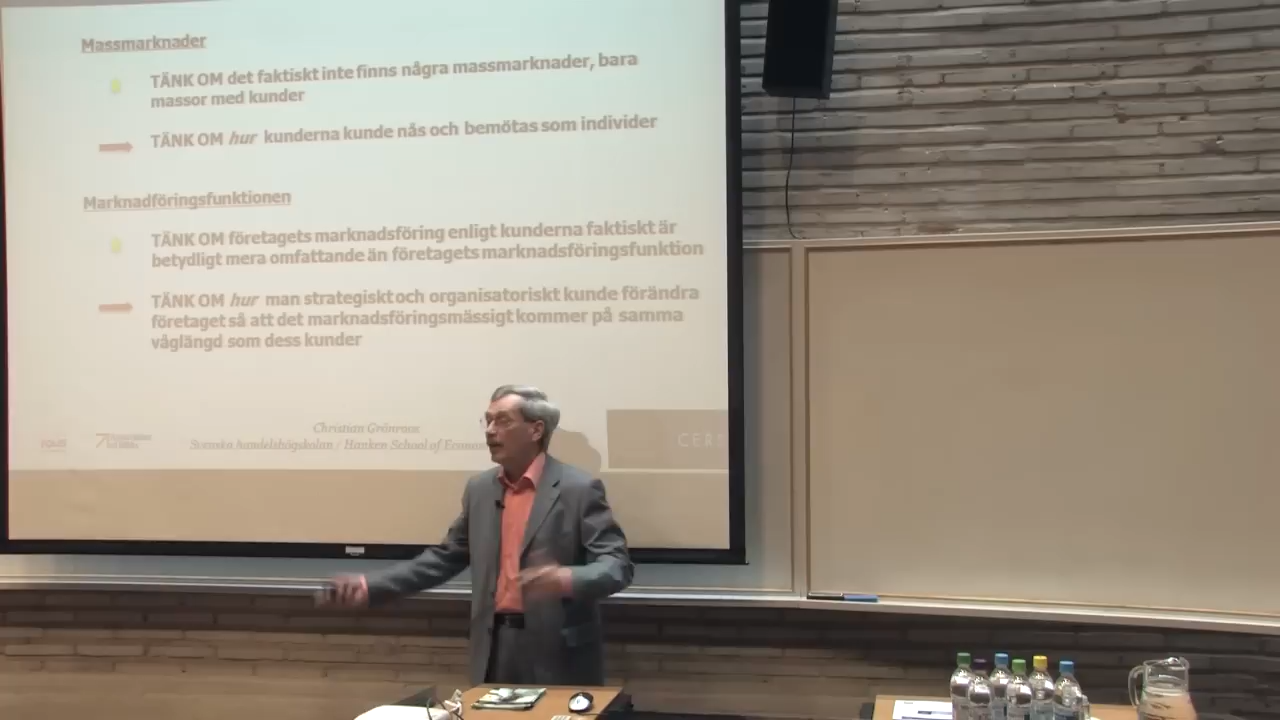 Massmarknader
TÄNK OM det faktiskt inte finns några massmarknader, bara
massor med kunder
TÄNK OM hur kunderna kunde nås och bemötas som individer
Marknadföringsfunktionen
TÄNK OM företagets marknadsföring enligt kunderna faktiskt är
betydligt mera omfattande än företagets marknadsföringsfunktion
TÄNK OM hur man strategiskt och organisatoriskt kunde förändra
företaget så att det marknadsföringsmässigt kommer på samma
våglängd som dess kunder
Christian Grönroos
Svenska handelshögskolan / Hanken School of
EQUIS
CER